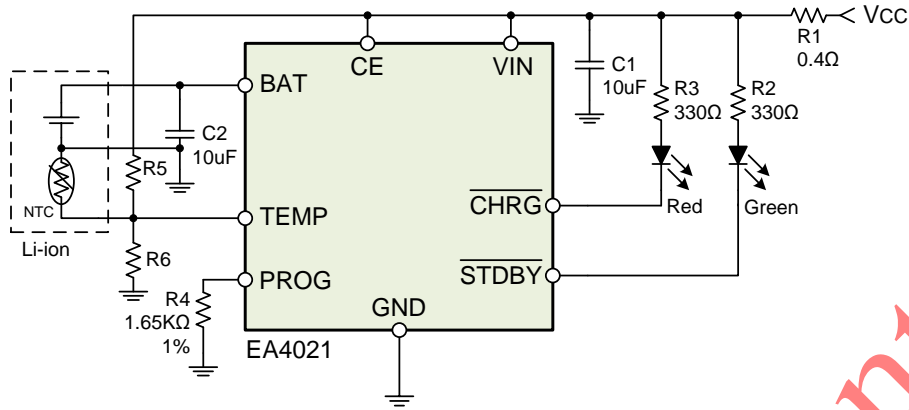 VCC
R1
0.4Ω
CE
VIN
C1
10uF
R3
330Ω
R2
330Ω
BAT
C2
10uF
R5
NTC
TEMP
CHRG
Red
Green
Li-ion
R6
PROG
STDBY
R4
1.65KΩ
1%
GND
EA4021